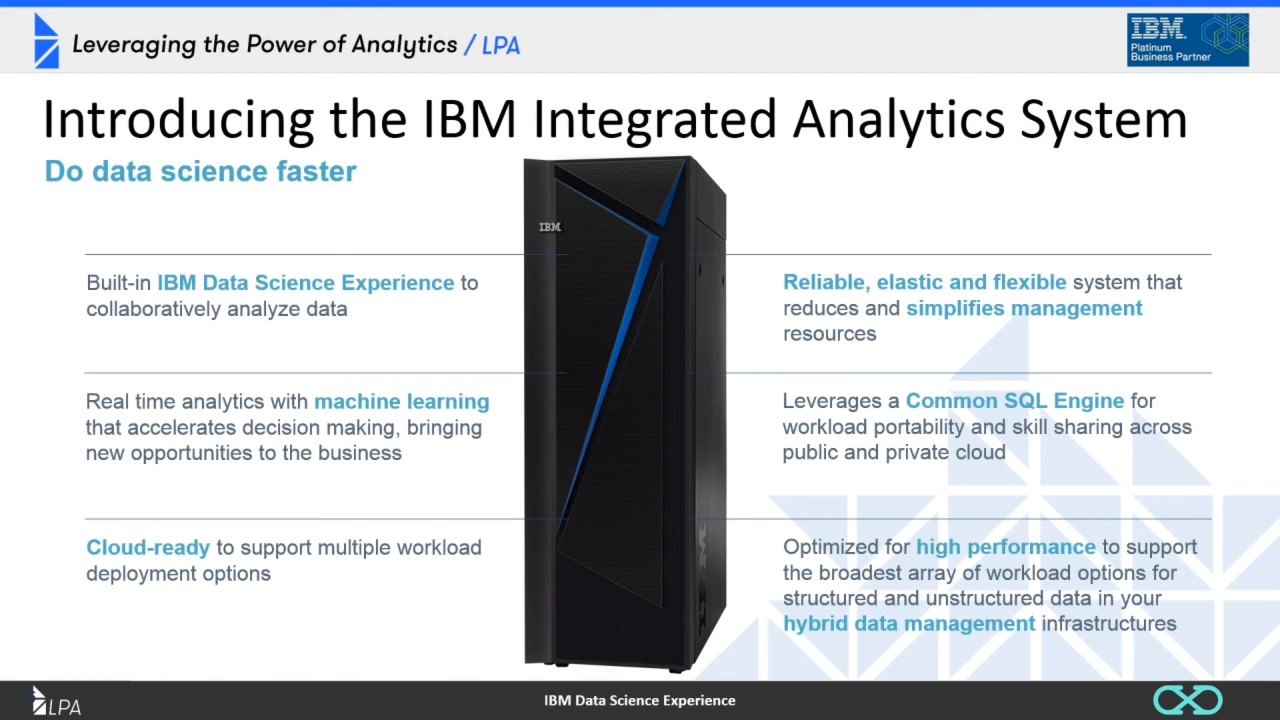 Leveraging the Power of Analytics / LPA
IBM
Platinum
Business Partner
Introducing the IBM Integrated Analytics System
Do data science faster
IBM
Built-in IBM Data Science Experience to
collaboratively analyze data
Real time analytics with machine learning
that accelerates decision making, bringing
new opportunities to the business
Cloud-ready to support multiple workload
deployment options
Reliable, elastic and flexible system that
reduces and simplifies management
resources
Leverages a Common SQL Engine for
workload portability and skill sharing across
public and private cloud
Optimized for high performance to support
the broadest array of workload options for
structured and unstructured data in your
hybrid data management infrastructures
IBM
LPA
IBM Data Science Experience